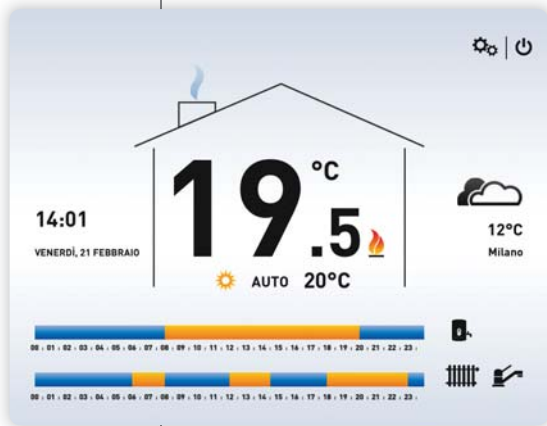 19.5 °C
14:01
VENERDÌ, 21 FEBBRAIO
12°C
Milano
AUTO 20°C
00 : 01 : 02 : 03 : 04 : 05 : 06 : 07 : 08 : 09 : 10 : 11 : 12 : 13 : 14 : 15 : 16 : 17 : 18 : 19 : 20 : 21 : 22 : 23 :
00 : 01 : 02 : 03 : 04 : 05 : 06 : 07 : 08 : 09 : 10 : 11 : 12 : 13 : 14 : 15 : 16 : 17 : 18 : 19 : 20 : 21 : 22 : 23 :